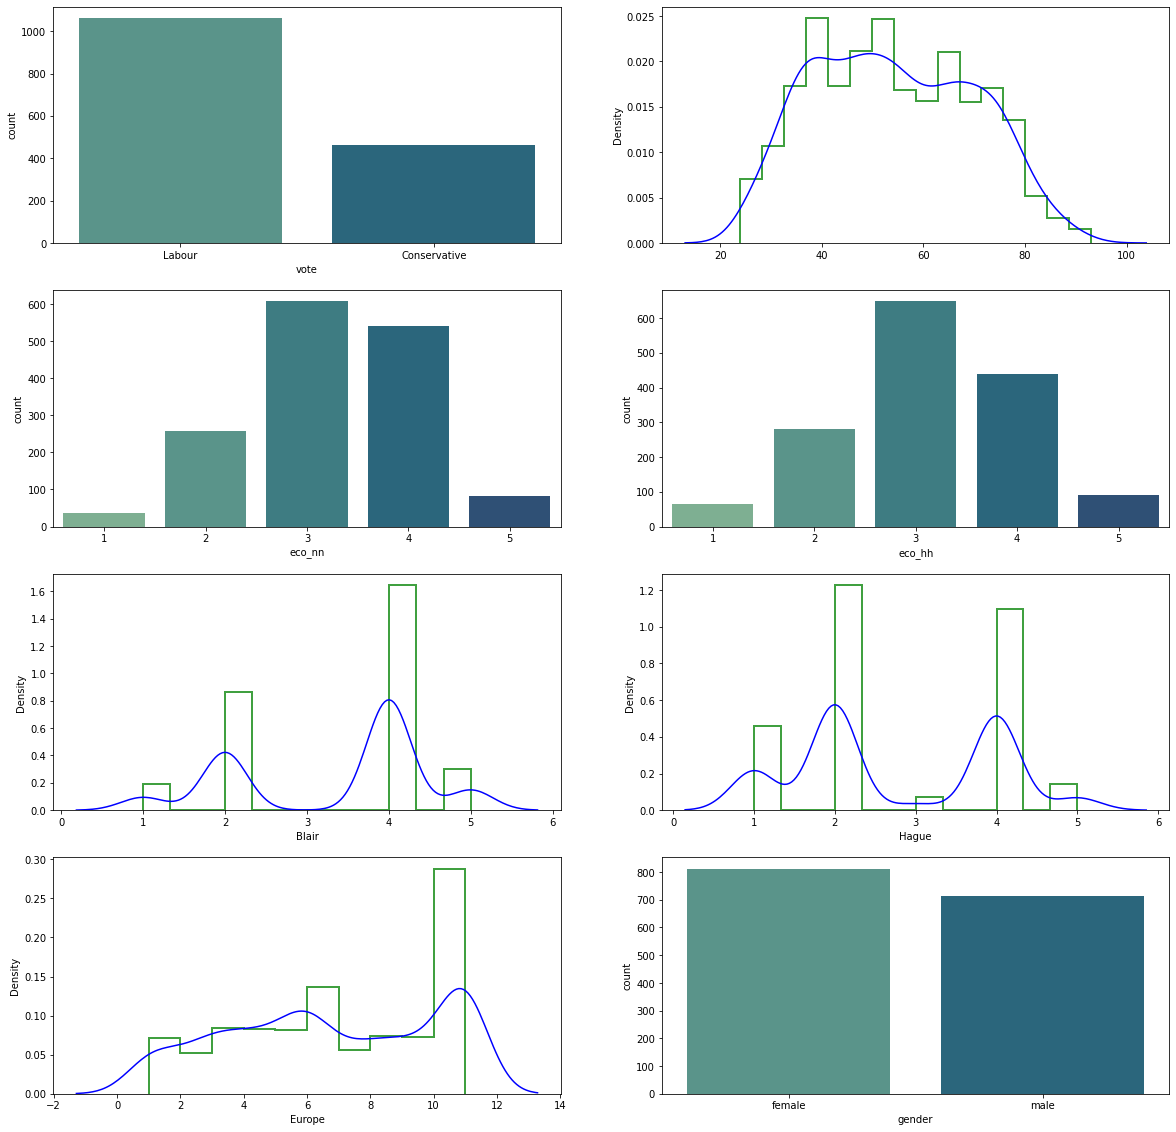 1000
800
600
400
200
0
count
Labour Conservative
vote
0.025
0.020
0.015
0.010
0.005
0.000
Density
20 40 60 80 100
600
500
400
300
200
100
0
count
1 2 3 4 5
eco_nn
600
500
400
300
200
100
0
count
1 2 3 4 5
eco_hh
1.6
1.4
1.2
1.0
0.8
0.6
0.4
0.2
0.0
Density
0 1 2 3 4 5 6
Blair
1.2
1.0
0.8
0.6
0.4
0.2
0.0
Density
0 1 2 3 4 5 6
Hague
0.30
0.25
0.20
0.15
0.10
0.05
0.00
Density
−2 0 2 4 6 8 10 12 14
Europe
800
700
600
500
400
300
200
100
0
count
female male
gender